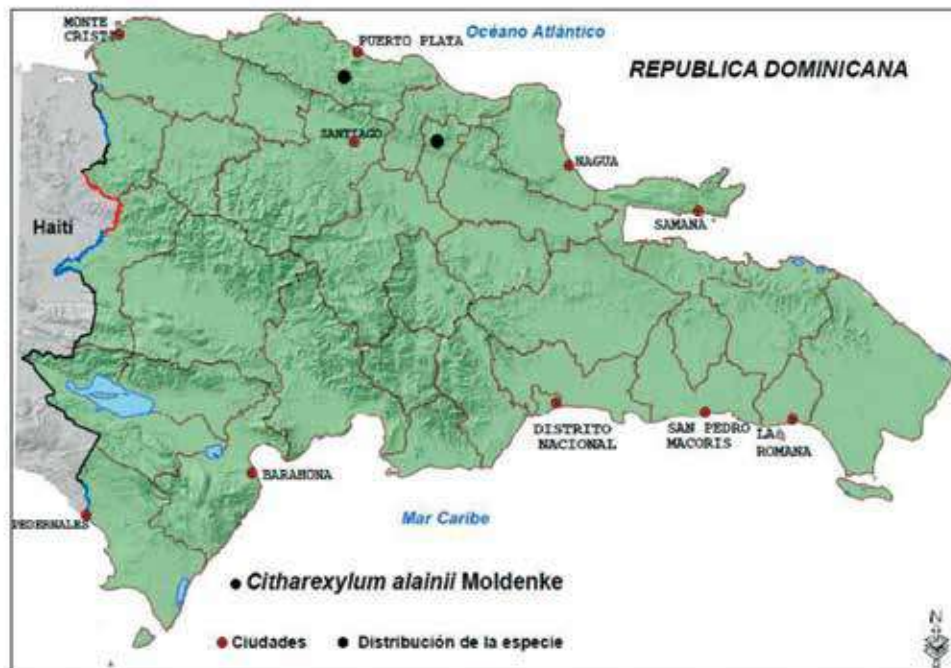 MONTE
CRISTI
PUERTO PLATA
Océano Atlántico
REPUBLICA DOMINICANA
SANTIAGO
NAGUA
Haití
SAMANA
DISTRITO
NACIONAL
SAN PEDRO
MACORIS
LA
ROMANA
BARAHONA
PEDERNALES
Mar Caribe
Citharexylum alainii Moldenke
Ciudades
Distribución de la especie
N